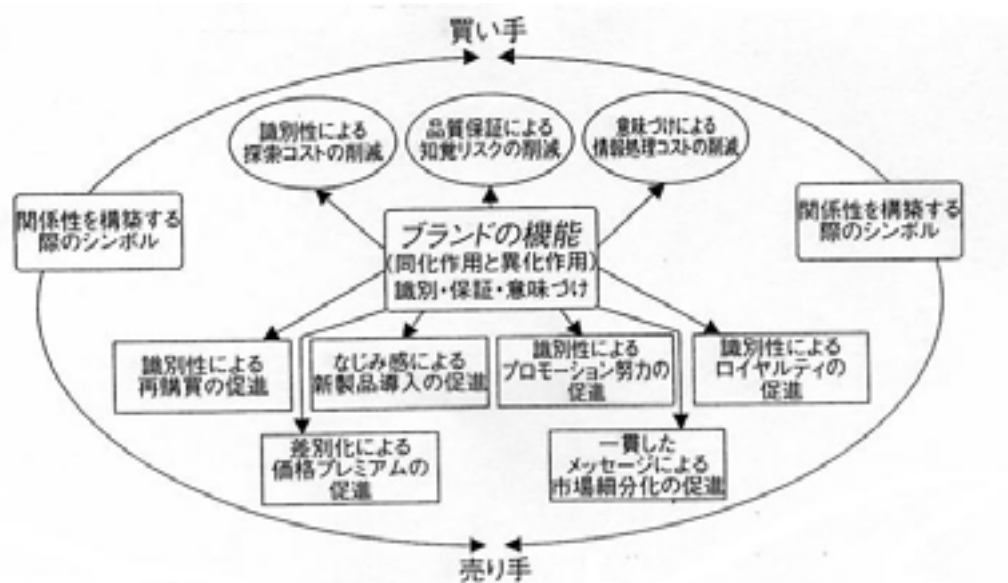 買い手
識別性による
探索コストの削減
品質保証による
知覚リスクの削減
意味づけによる
情報処理コストの削減
関係性を構築する
際のシンボル
ブランドの機能
(同化作用と異化作用)
識別・保証・意味づけ
関係性を構築する
際のシンボル
識別性による
再購買の促進
なじみ感による
新製品導入の促進
識別性による
プロモーション努力の
促進
識別性による
ロイヤルティの
促進
差別化による
価格プレミアムの
促進
一貫した
メッセージによる
市場細分化の促進
売り手